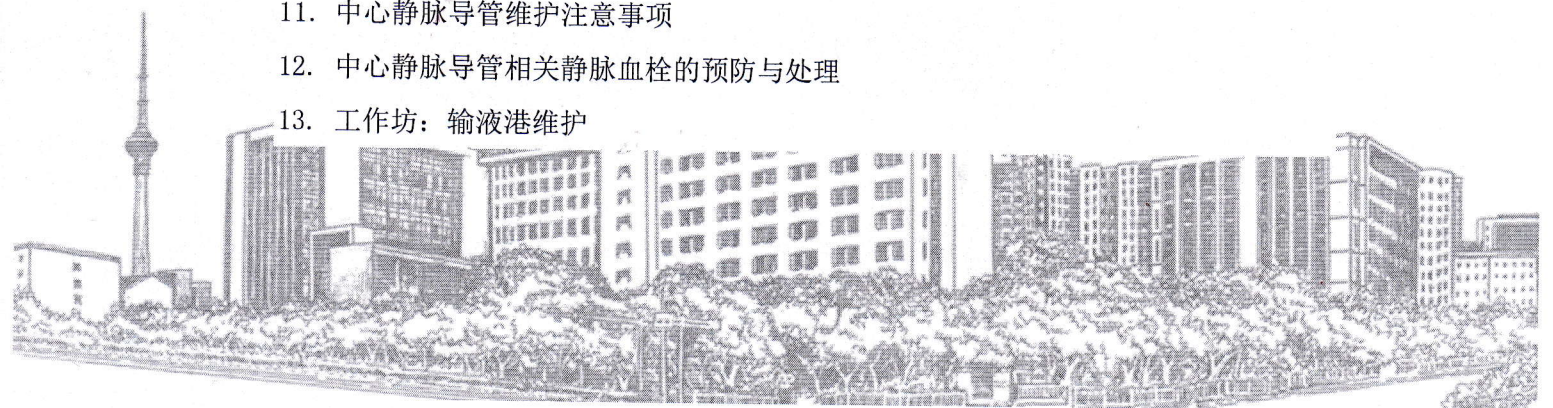 11. 中心静脉导管维护注意事项
12. 中心静脉导管相关静脉血栓的预防与处理
13. 工作坊：输液港维护